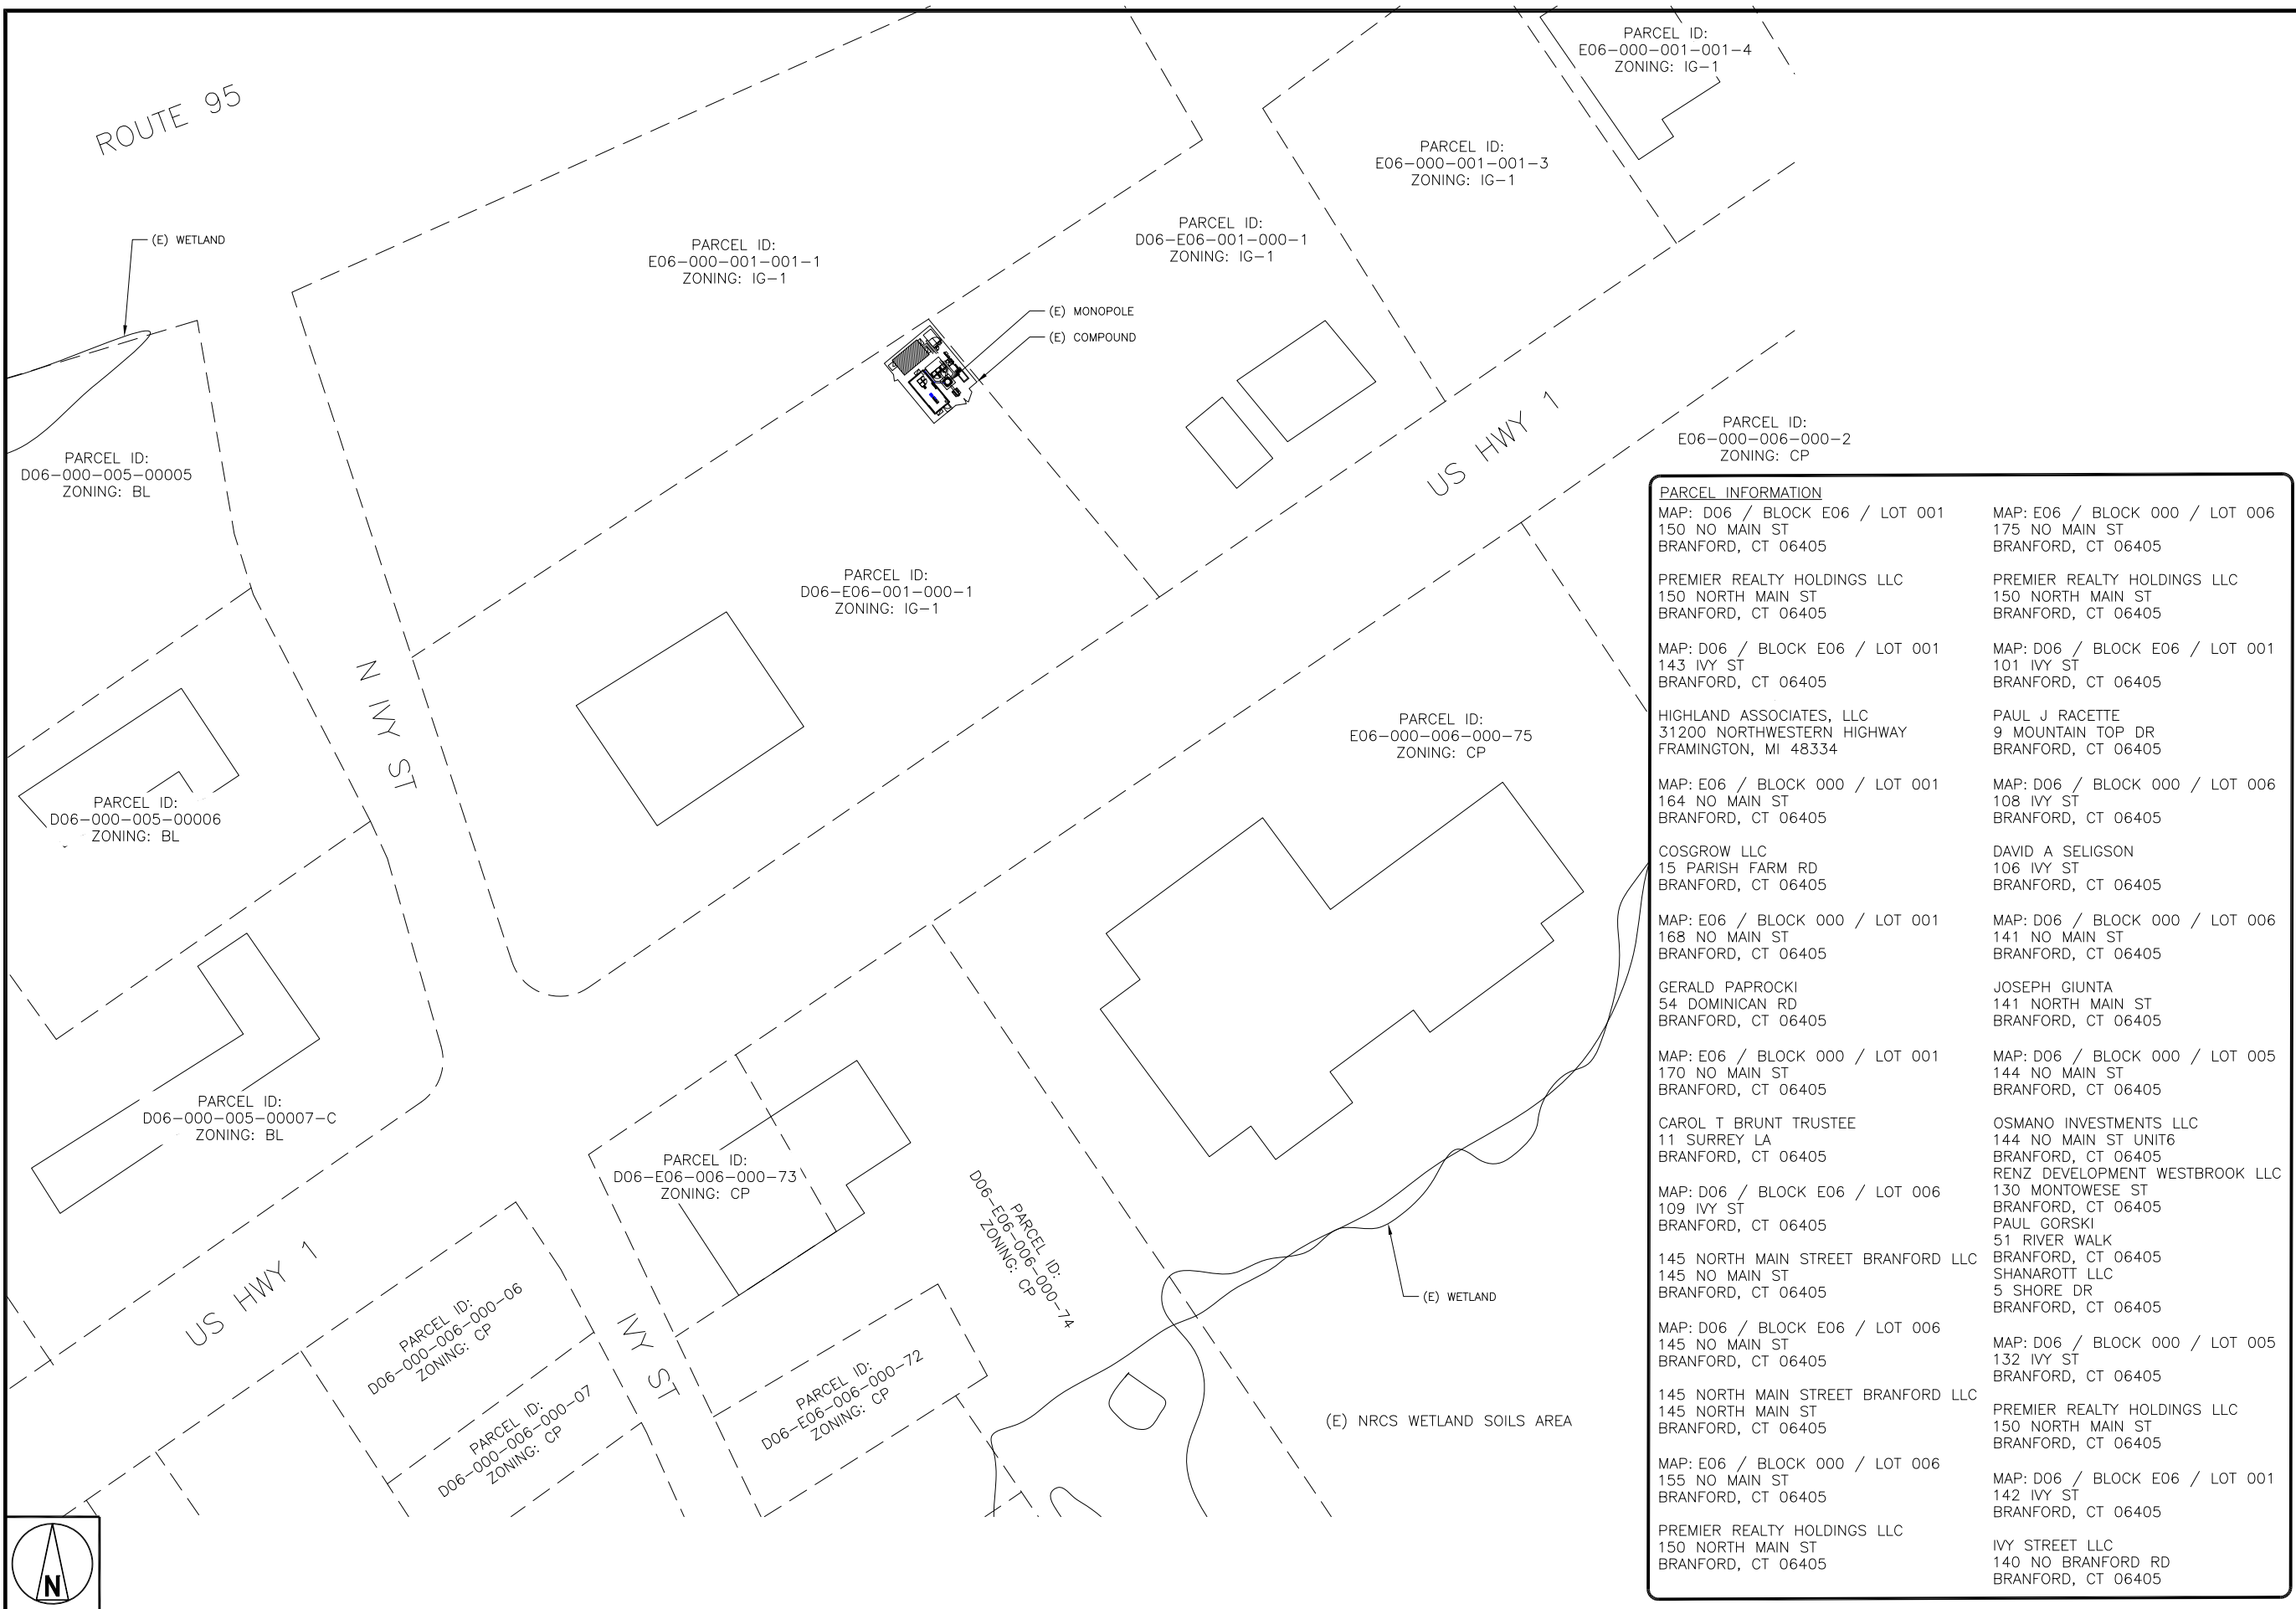 ROUTE 95
PARCEL ID:
E06-000-001-001-4
ZONING: IG-1
PARCEL ID:
E06-000-001-001-3
ZONING: IG-1
PARCEL ID:
D06-E06-001-000-1
ZONING: IG-1
PARCEL ID:
E06-000-001-001-1
ZONING: IG-1
(E) WETLAND
(E) MONOPOLE
(E) COMPOUND
US HWY 1
PARCEL ID:
E06-000-006-000-2
ZONING: CP
PARCEL ID:
D06-000-005-00005
ZONING: BL
PARCEL ID:
D06-E06-001-000-1
ZONING: IG-1
N IVY ST
PARCEL ID:
E06-000-006-000-75
ZONING: CP
PARCEL ID:
D06-000-005-00006
ZONING: BL
PARCEL ID:
D06-000-005-00007-C
ZONING: BL
PARCEL ID:
D06-E06-006-000-73
ZONING: CP
PARCEL ID:
D06-E06-006-000-74
ZONING: CP
US HWY 1
PARCEL ID:
D06-000-006-000-06
ZONING: CP
IVY ST
(E) WETLAND
PARCEL ID:
D06-E06-006-000-72
ZONING: CP
PARCEL ID:
D06-000-006-000-07
ZONING: CP
(E) NRCS WETLAND SOILS AREA
N
PARCEL INFORMATION
MAP: D06 / BLOCK E06 / LOT 001
150 NO MAIN ST
BRANFORD, CT 06405
PREMIER REALTY HOLDINGS LLC
150 NORTH MAIN ST
BRANFORD, CT 06405
MAP: D06 / BLOCK E06 / LOT 001
143 IVY ST
BRANFORD, CT 06405
HIGHLAND ASSOCIATES, LLC
31200 NORTHWESTERN HIGHWAY
FRAMINGTON, MI 48334
MAP: E06 / BLOCK 000 / LOT 001
164 NO MAIN ST
BRANFORD, CT 06405
COSGROW LLC
15 PARISH FARM RD
BRANFORD, CT 06405
MAP: E06 / BLOCK 000 / LOT 001
168 NO MAIN ST
BRANFORD, CT 06405
GERALD PAPROCKI
54 DOMINICAN RD
BRANFORD, CT 06405
MAP: E06 / BLOCK 000 / LOT 001
170 NO MAIN ST
BRANFORD, CT 06405
CAROL T BRUNT TRUSTEE
11 SURREY LA
BRANFORD, CT 06405
MAP: D06 / BLOCK E06 / LOT 006
109 IVY ST
BRANFORD, CT 06405
145 NORTH MAIN STREET BRANFORD LLC
145 NO MAIN ST
BRANFORD, CT 06405
MAP: D06 / BLOCK E06 / LOT 006
145 NO MAIN ST
BRANFORD, CT 06405
145 NORTH MAIN STREET BRANFORD LLC
145 NORTH MAIN ST
BRANFORD, CT 06405
MAP: E06 / BLOCK 000 / LOT 006
155 NO MAIN ST
BRANFORD, CT 06405
PREMIER REALTY HOLDINGS LLC
150 NORTH MAIN ST
BRANFORD, CT 06405
MAP: E06 / BLOCK 000 / LOT 006
175 NO MAIN ST
BRANFORD, CT 06405
PREMIER REALTY HOLDINGS LLC
150 NORTH MAIN ST
BRANFORD, CT 06405
MAP: D06 / BLOCK E06 / LOT 001
101 IVY ST
BRANFORD, CT 06405
PAUL J RACETTE
9 MOUNTAIN TOP DR
BRANFORD, CT 06405
MAP: D06 / BLOCK 000 / LOT 006
108 IVY ST
BRANFORD, CT 06405
DAVID A SELIGSON
106 IVY ST
BRANFORD, CT 06405
MAP: D06 / BLOCK 000 / LOT 006
141 NO MAIN ST
BRANFORD, CT 06405
JOSEPH GIUNTA
141 NORTH MAIN ST
BRANFORD, CT 06405
MAP: D06 / BLOCK 000 / LOT 005
144 NO MAIN ST
BRANFORD, CT 06405
OSMANO INVESTMENTS LLC
144 NO MAIN ST UNIT6
BRANFORD, CT 06405
RENZ DEVELOPMENT WESTBROOK LLC
130 MONTOWESE ST
BRANFORD, CT 06405
PAUL GORSKI
51 RIVER WALK
BRANFORD, CT 06405
SHANAROTT LLC
5 SHORE DR
BRANFORD, CT 06405
MAP: D06 / BLOCK 000 / LOT 005
132 IVY ST
BRANFORD, CT 06405
PREMIER REALTY HOLDINGS LLC
150 NORTH MAIN ST
BRANFORD, CT 06405
MAP: D06 / BLOCK E06 / LOT 001
142 IVY ST
BRANFORD, CT 06405
IVY STREET LLC
140 NO BRANFORD RD
BRANFORD, CT 06405